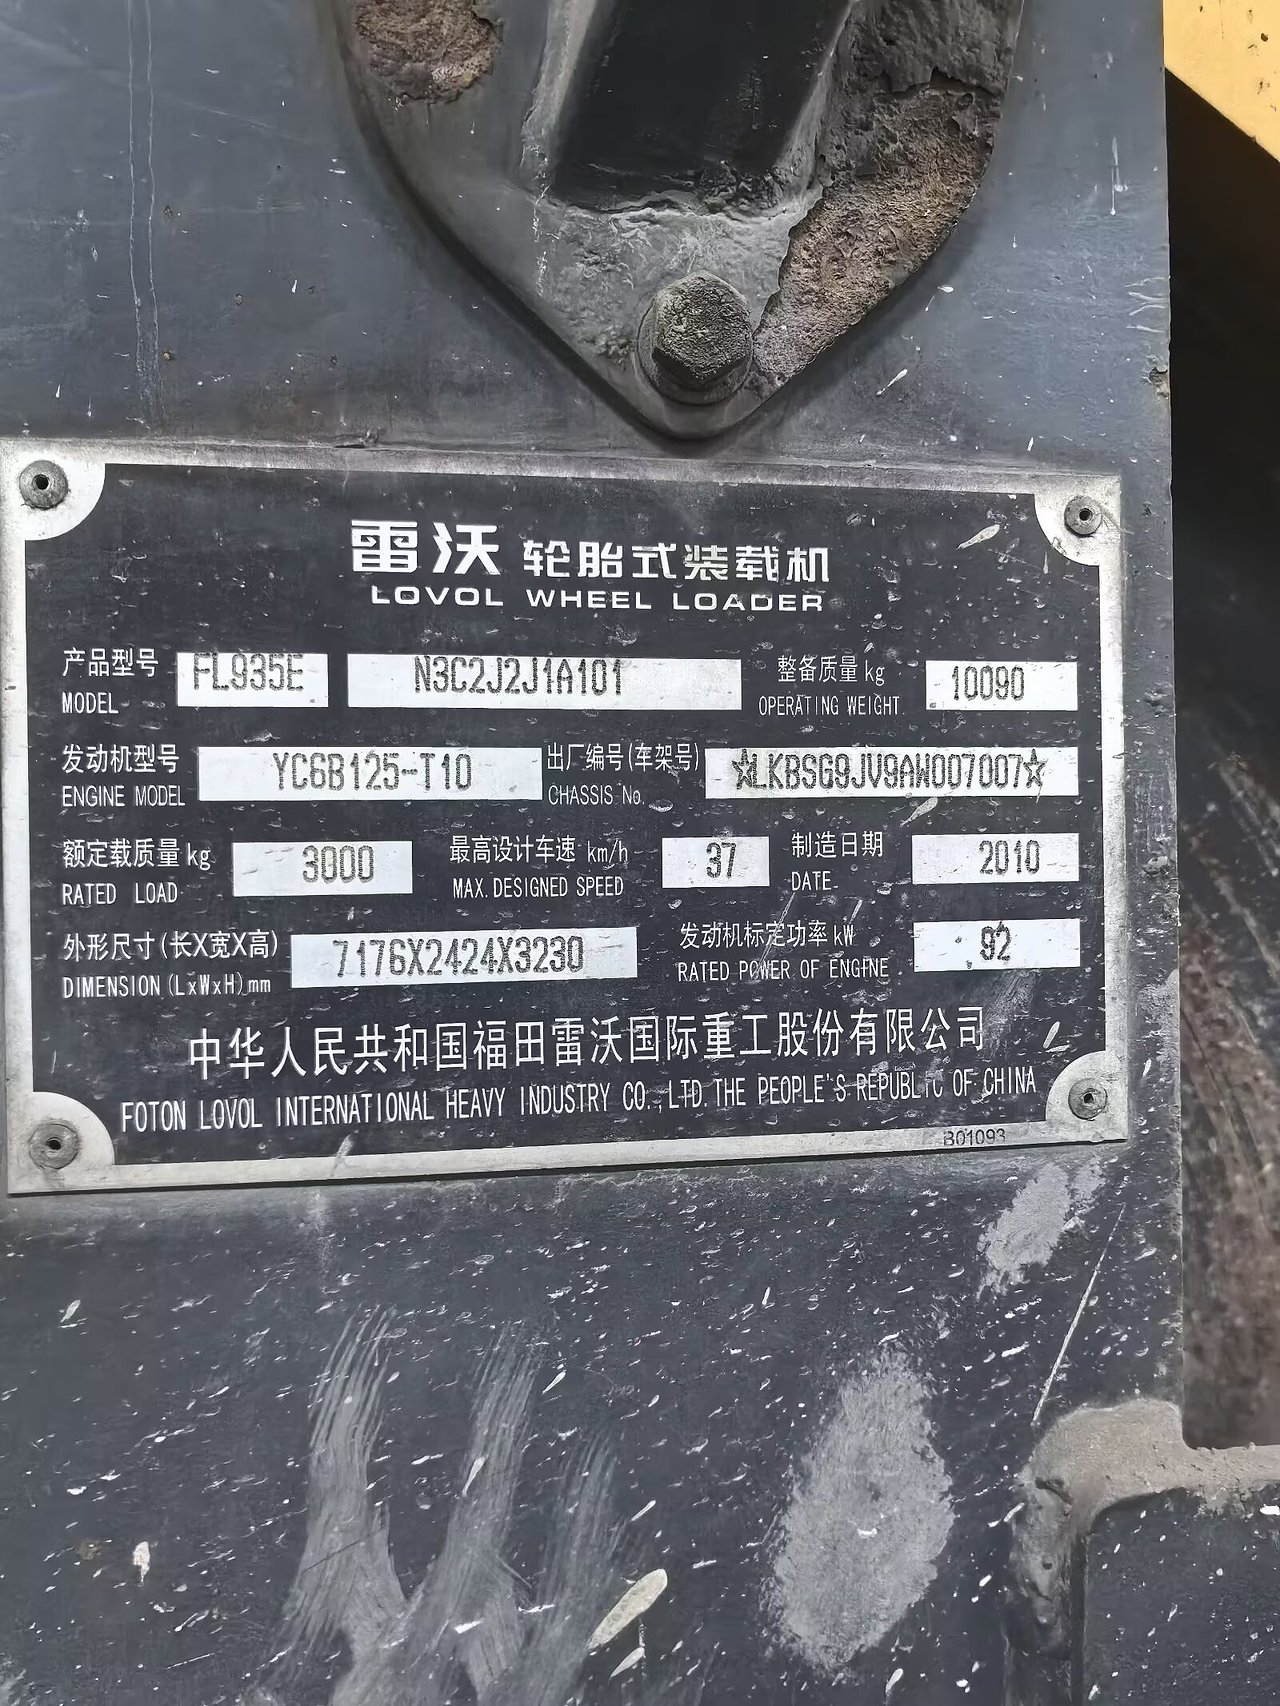 雷沃 轮胎式装载机
LOVOL WHEEL LOADER
产品型号 FL935E N3C2J2J1A101 整备质量 kg 10090
MODEL OPERATING WEIGHT
发动机型号 YC6B125-T10 出厂编号(车架号) ☆LKBSG9JV9AW007007☆
ENGINE MODEL CHASSIS No.
额定载质量 kg 3000 最高设计车速 km/h 37 制造日期 2010
RATED LOAD MAX. DESIGNED SPEED DATE
外形尺寸(长X宽X高) 7176X2424X3230 发动机标定功率 kW 92
DIMENSION(LxWxH)mm RATED POWER OF ENGINE
中华人民共和国福田雷沃国际重工股份有限公司
FOTON LOVOL INTERNATIONAL HEAVY INDUSTRY CO.,LTD. THE PEOPLE'S REPUBLIC OF CHINA
B01093